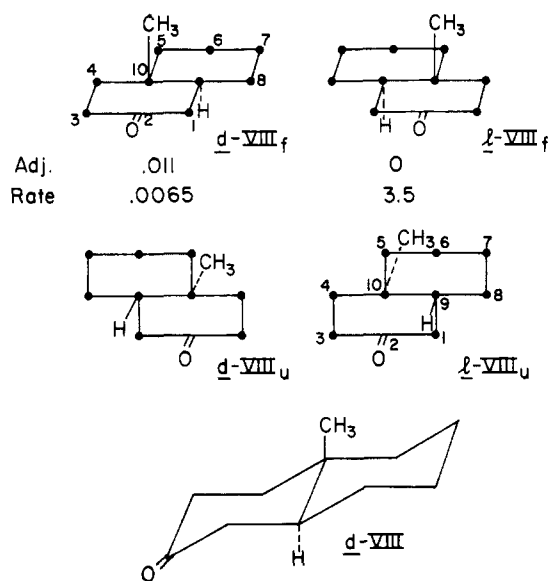 CH3
5 6 7
4 10 8
3 O 2 H 1
d-VIIIf
CH3
H O
l-VIIIf
Adj. .011 0
Rate .0065 3.5
CH3
H
O
d-VIIIu
5 CH3 6 7
4 10 9 8
H
3 O 2 1
l-VIIIu
CH3
H
O
d-VIII